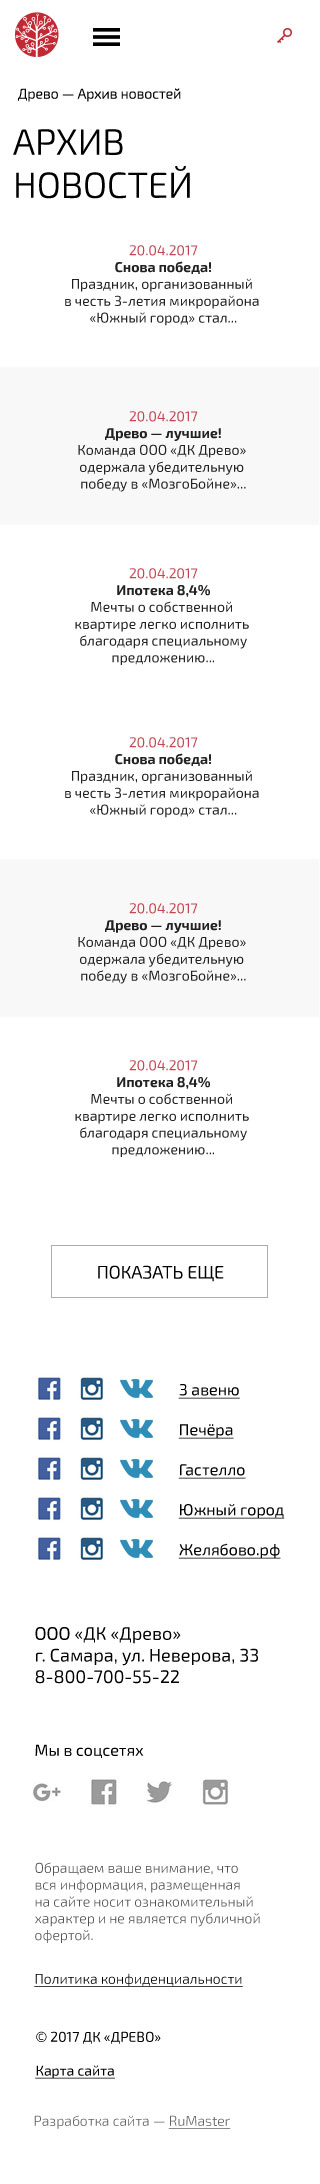 Древо — Архив новостей
АРХИВ
НОВОСТЕЙ
20.04.2017
Снова победа!
Праздник, организованный
в честь 3-летия микрорайона
«Южный город» стал...
20.04.2017
Древо — лучшие!
Команда ООО «ДК Древо»
одержала убедительную
победу в «МозгоБойне»...
20.04.2017
Ипотека 8,4%
Мечты о собственной
квартире легко исполнить
благодаря специальному
предложению...
20.04.2017
Снова победа!
Праздник, организованный
в честь 3-летия микрорайона
«Южный город» стал...
20.04.2017
Древо — лучшие!
Команда ООО «ДК Древо»
одержала убедительную
победу в «МозгоБойне»...
20.04.2017
Ипотека 8,4%
Мечты о собственной
квартире легко исполнить
благодаря специальному
предложению...
ПОКАЗАТЬ ЕЩЕ
3 авеню
Печёра
Гастелло
Южный город
Желябово.рф
ООО «ДК «Древо»
г. Самара, ул. Неверова, 33
8-800-700-55-22
Мы в соцсетях
Обращаем ваше внимание, что
вся информация, размещенная
на сайте носит ознакомительный
характер и не является публичной
офертой.
Политика конфиденциальности
© 2017 ДК «ДРЕВО»
Карта сайта
Разработка сайта — RuMaster